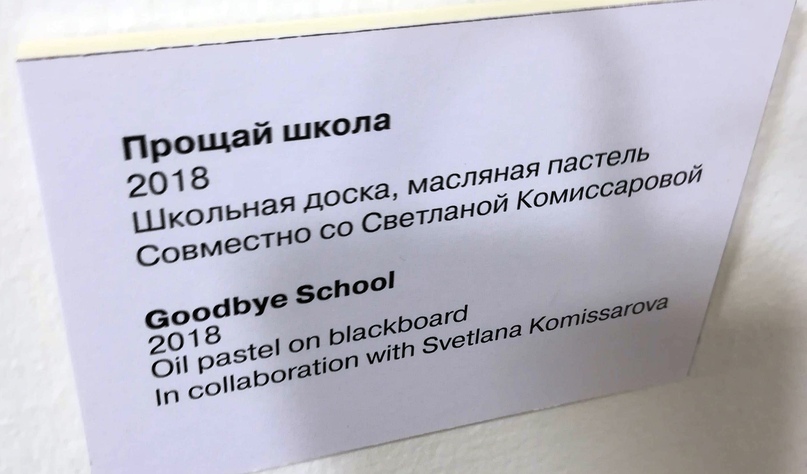 Прощай школа
2018
Школьная доска, масляная пастель
Совместно со Светланой Комиссаровой
Goodbye School
2018
Oil pastel on blackboard
In collaboration with Svetlana Komissarova